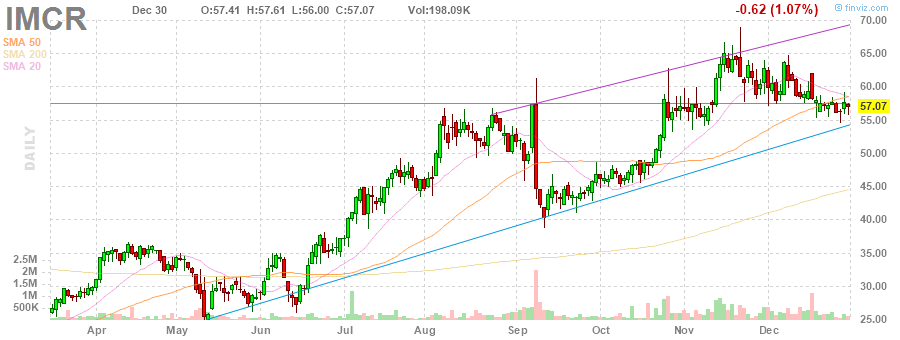 IMCR Dec 30 O:57.41 H:57.61 L:56.00 C:57.07 Vol:198.09K -0.62 (1.07%) finviz.com
SMA 50
SMA 200
SMA 20
DAILY
70.00
65.00
60.00
57.07
55.00
50.00
45.00
40.00
35.00
30.00
25.00
2.5M
2M
1.5M
1M
500K
Apr May Jun Jul Aug Sep Oct Nov Dec